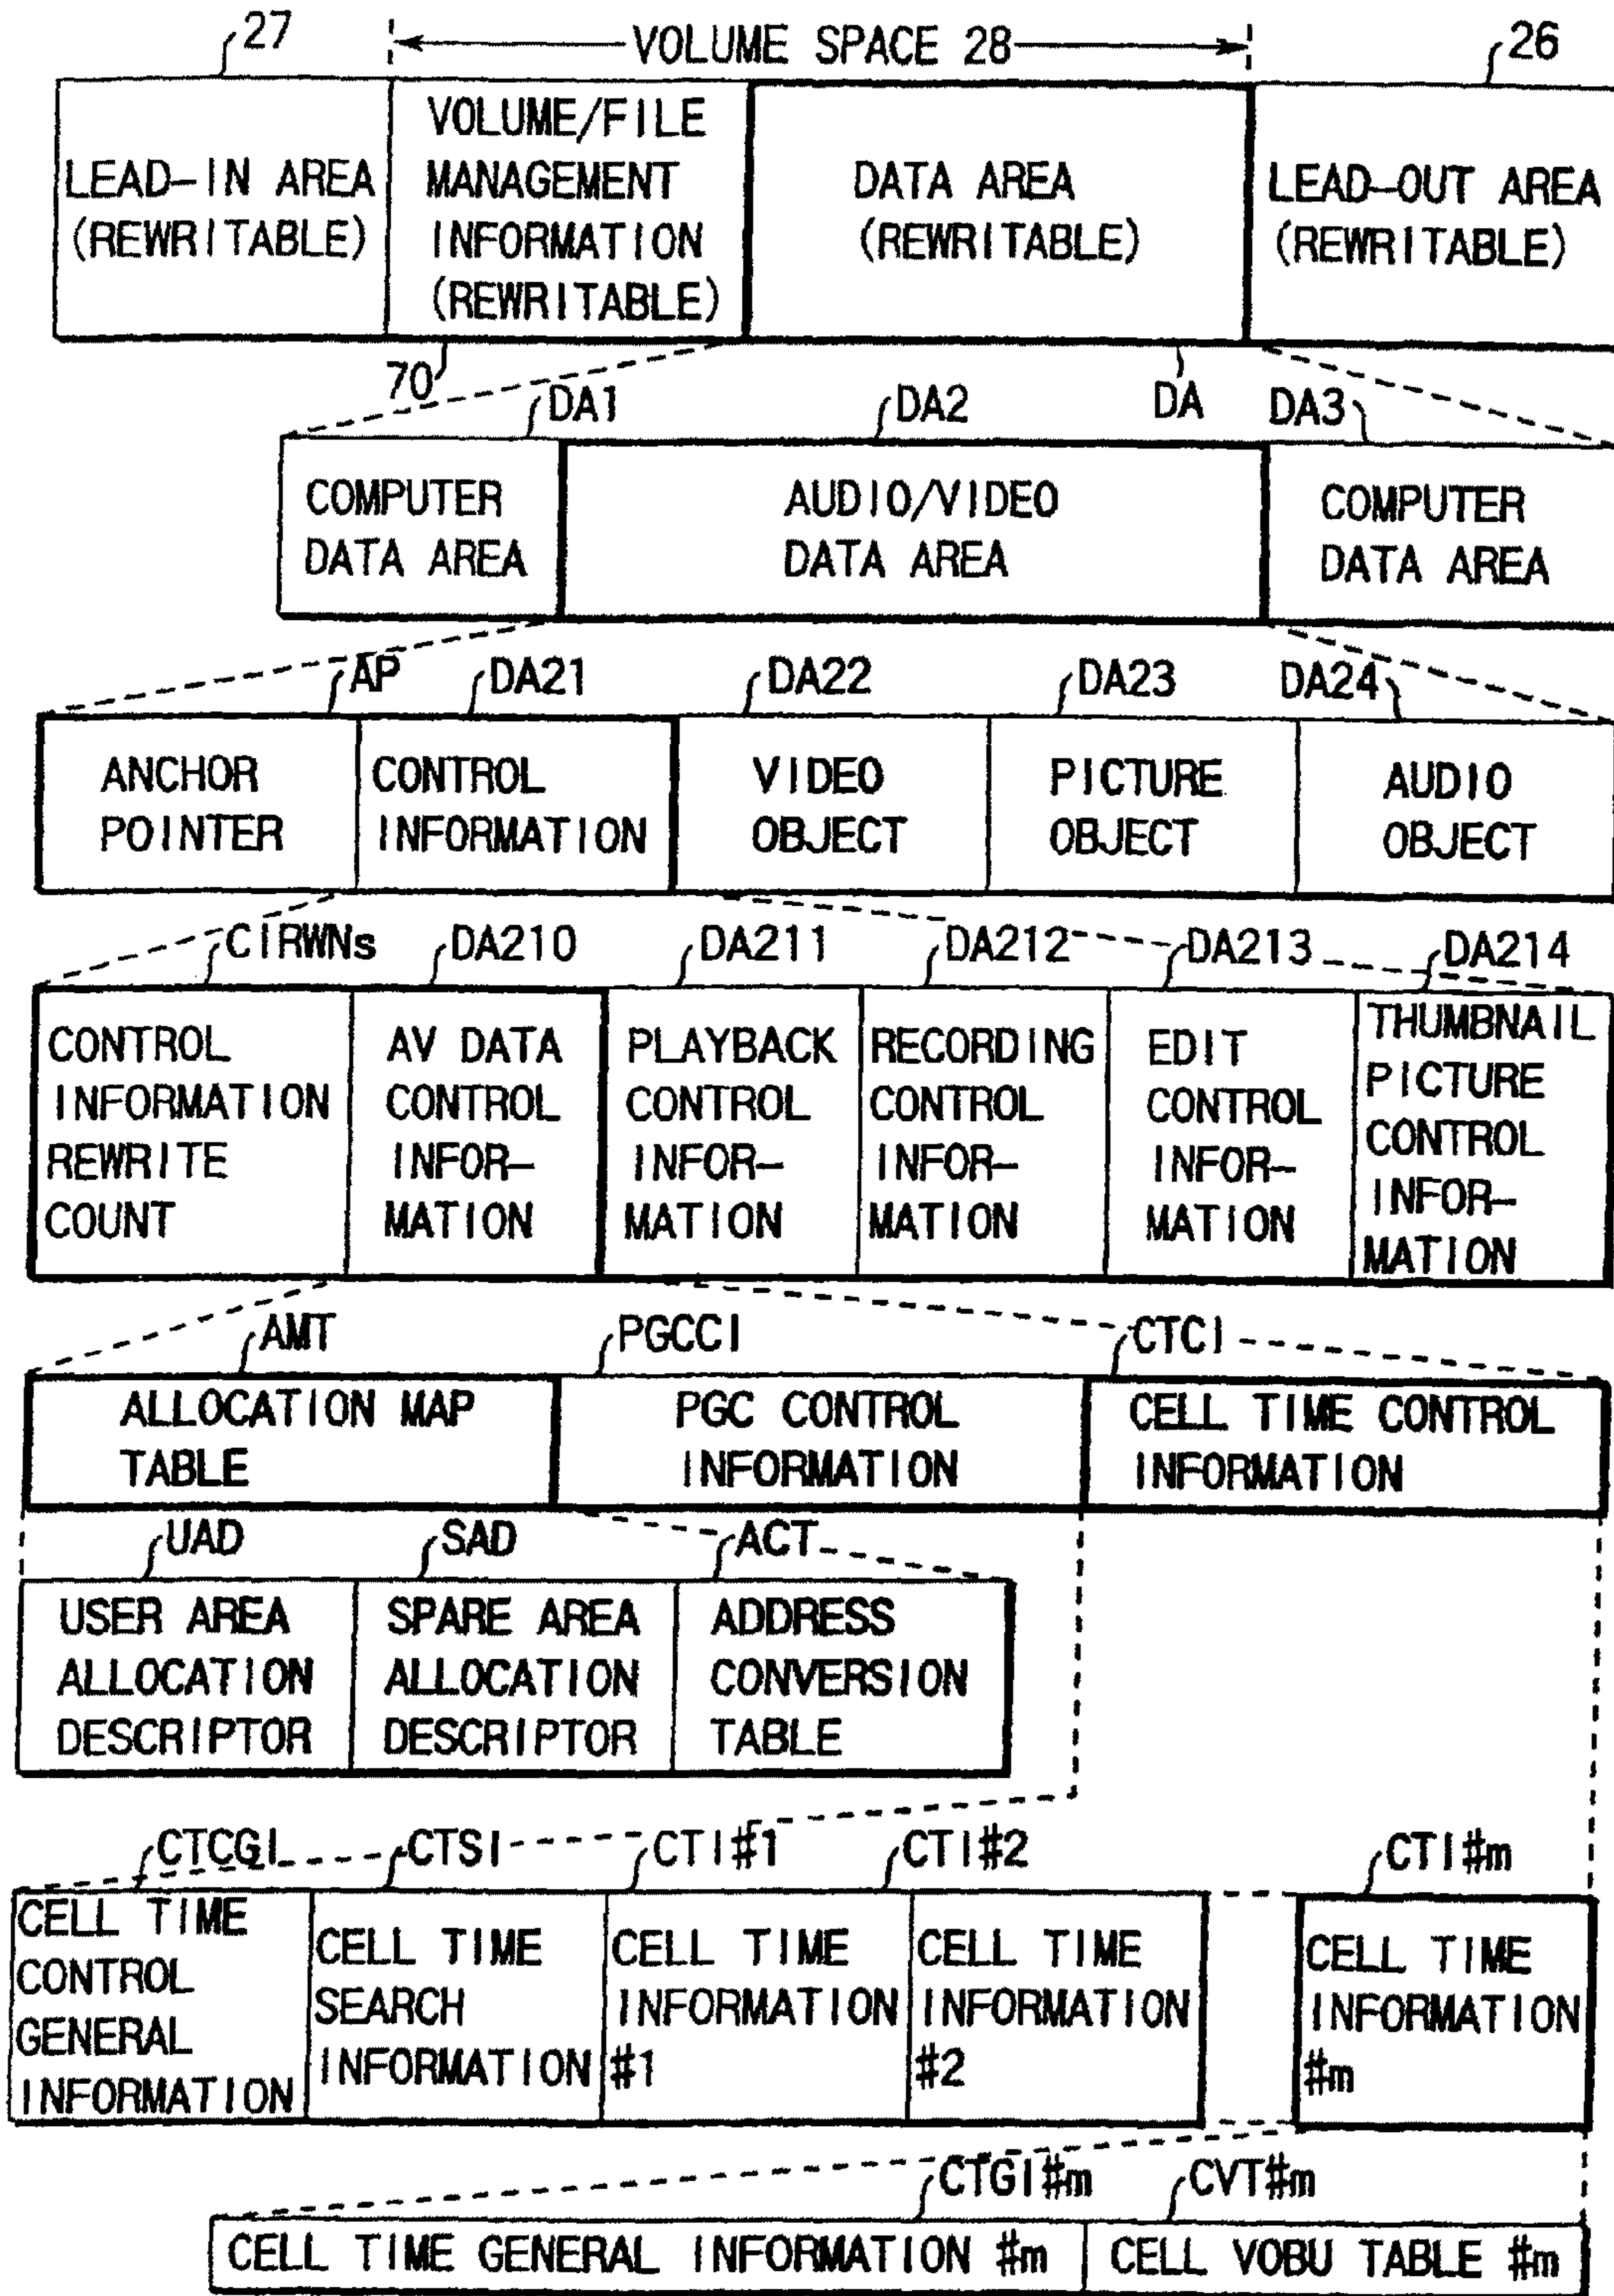 27
VOLUME SPACE 28
26
LEAD-IN AREA
(REWRITABLE)
VOLUME/FILE
MANAGEMENT
INFORMATION
(REWRITABLE)
DATA AREA
(REWRITABLE)
LEAD-OUT AREA
(REWRITABLE)
70
DA1
DA2
DA
DA3
COMPUTER
DATA AREA
AUDIO/VIDEO
DATA AREA
COMPUTER
DATA AREA
AP
DA21
DA22
DA23
DA24
ANCHOR
POINTER
CONTROL
INFORMATION
VIDEO
OBJECT
PICTURE
OBJECT
AUDIO
OBJECT
CIRWNs
DA210
DA211
DA212
DA213
DA214
CONTROL
INFORMATION
REWRITE
COUNT
AV DATA
CONTROL
INFOR-
MATION
PLAYBACK
CONTROL
INFOR-
MATION
RECORDING
CONTROL
INFOR-
MATION
EDIT
CONTROL
INFOR-
MATION
THUMBNAIL
PICTURE
CONTROL
INFOR-
MATION
AMT
PGCCI
CTCI
ALLOCATION MAP
TABLE
PGC CONTROL
INFORMATION
CELL TIME CONTROL
INFORMATION
UAD
SAD
ACT
USER AREA
ALLOCATION
DESCRIPTOR
SPARE AREA
ALLOCATION
DESCRIPTOR
ADDRESS
CONVERSION
TABLE
CTCGI
CTSI
CTI#1
CTI#2
CTI#m
CELL TIME
CONTROL
GENERAL
INFORMATION
CELL TIME
SEARCH
INFORMATION
CELL TIME
INFORMATION
#1
CELL TIME
INFORMATION
#2
CELL TIME
INFORMATION
#m
CTGI#m
CVT#m
CELL TIME GENERAL INFORMATION #m
CELL VOBU TABLE #m